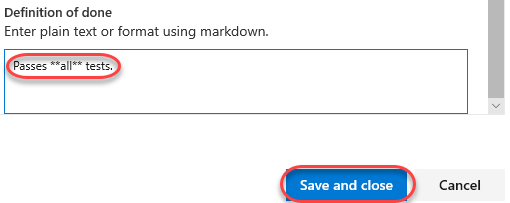 Definition of done
Enter plain text or format using markdown.
Passes **all** tests.
Save and close
Cancel